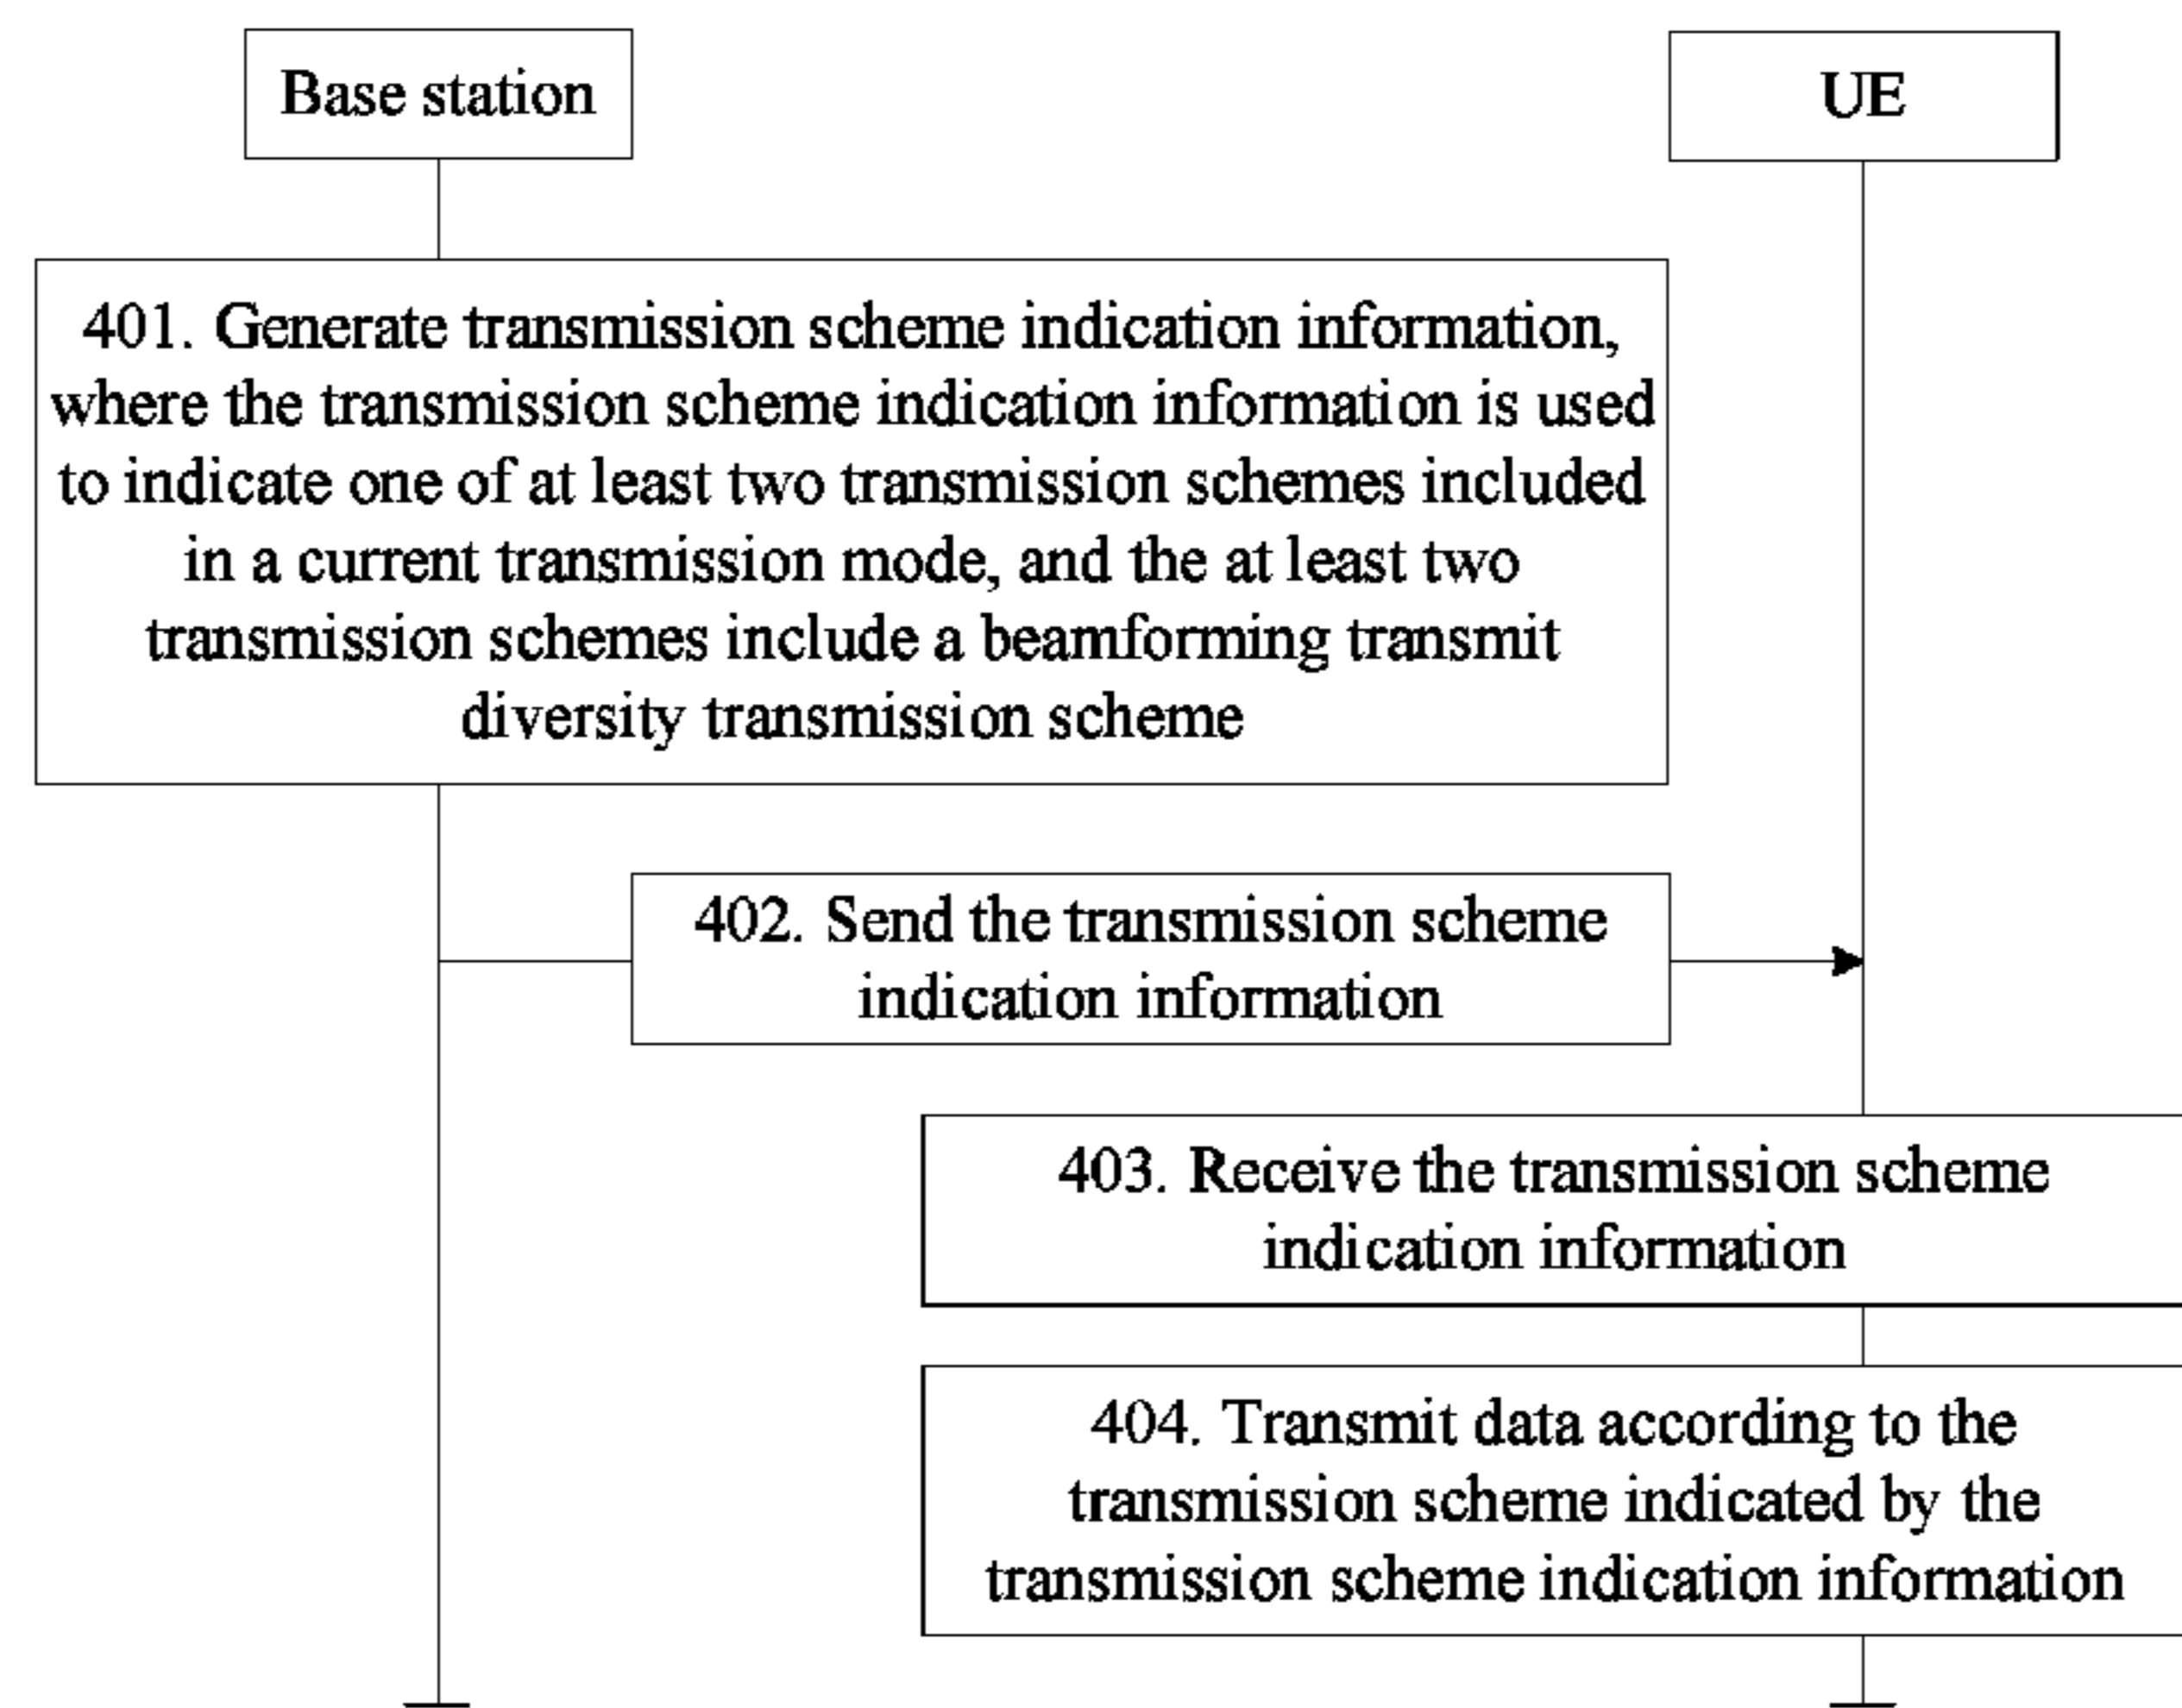 Base station
UE
401. Generate transmission scheme indication information,
where the transmission scheme indication information is used
to indicate one of at least two transmission schemes included
in a current transmission mode, and the at least two
transmission schemes include a beamforming transmit
diversity transmission scheme
402. Send the transmission scheme
indication information
403. Receive the transmission scheme
indication information
404. Transmit data according to the
transmission scheme indicated by the
transmission scheme indication information